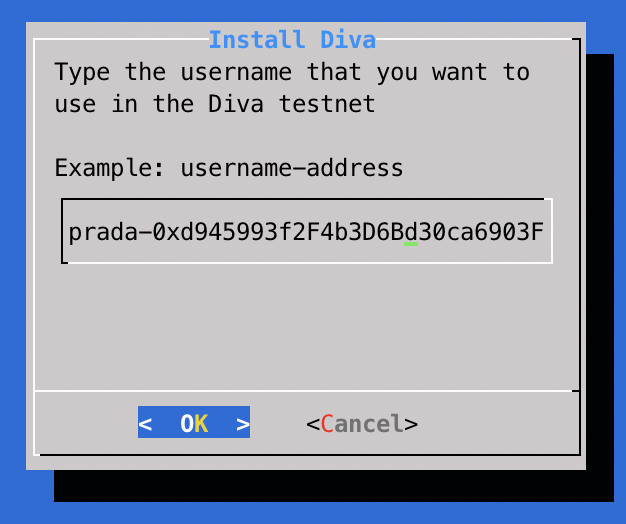 Install Diva
Type the username that you want to
use in the Diva testnet
Example: username-address
prada-0xd945993f2F4b3D6Bd30ca6903F
<  OK  >     <Cancel>